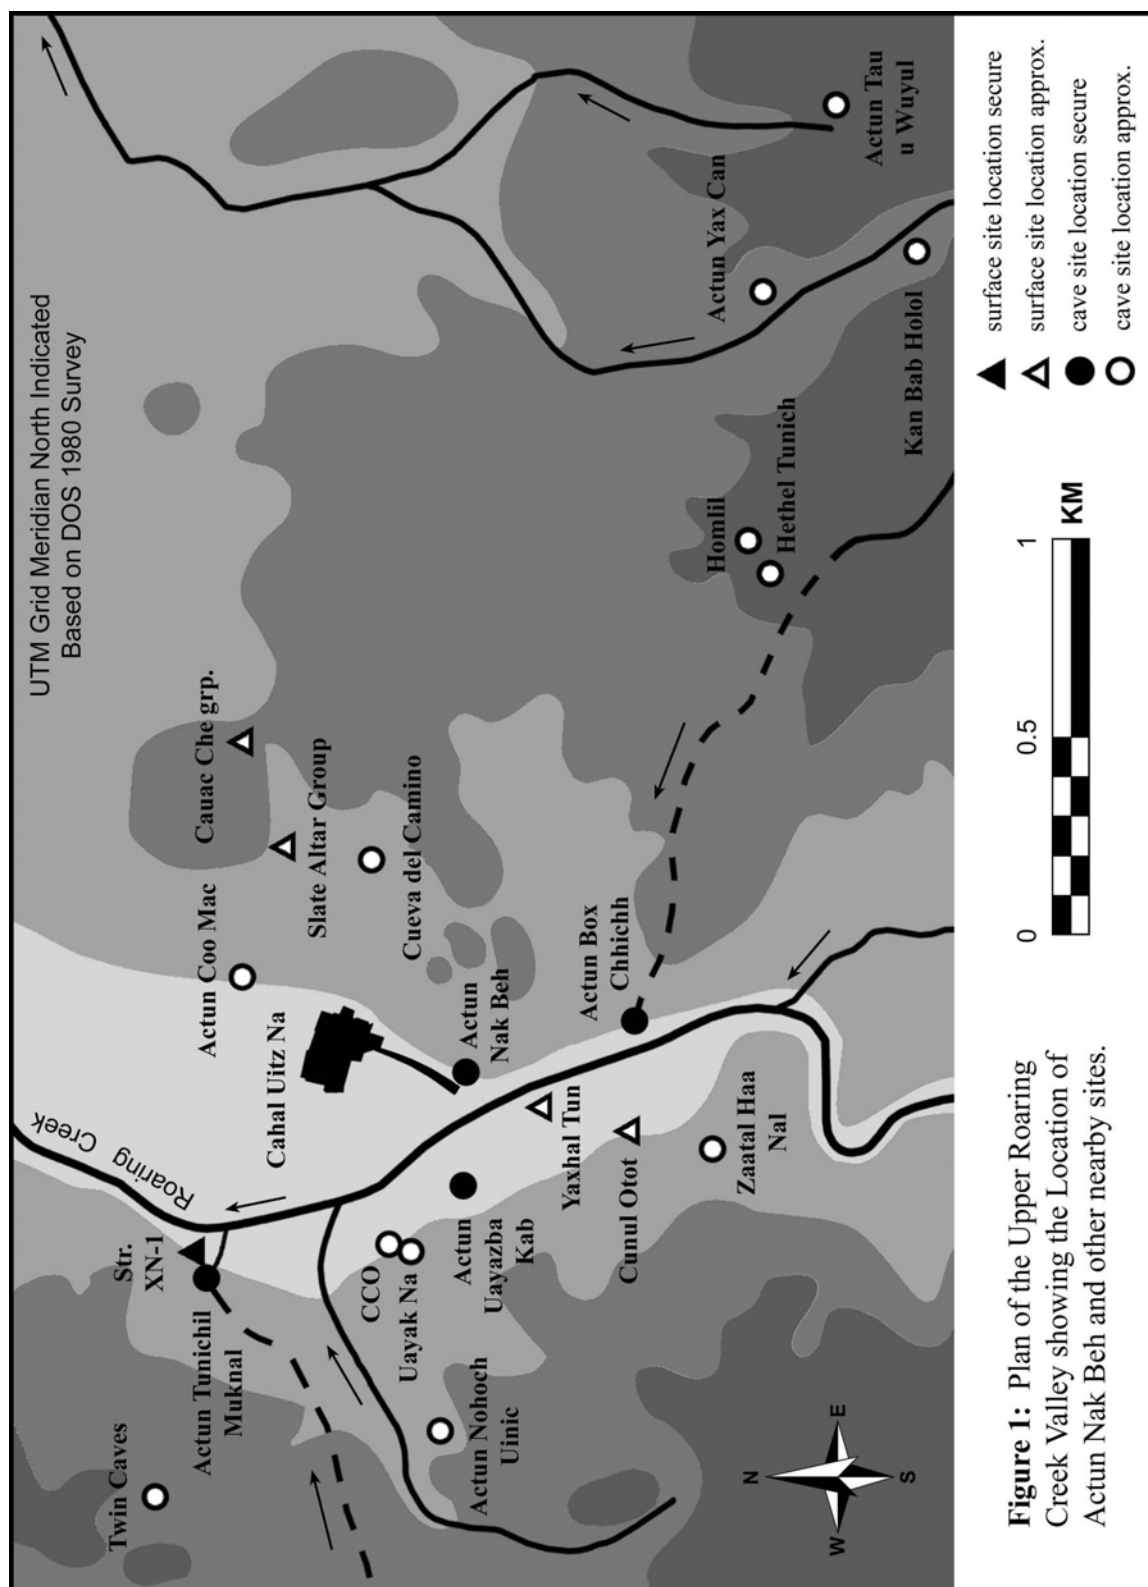 UTM Grid Meridian North Indicated
Based on DOS 1980 Survey
Roaring Creek
Twin Caves
Actun Tunichil
Muknal
Str.
XN-1
Cahal Uitz Na
Actun Coo Mac
Cauac Che grp.
Slate Altar Group
Cueva del Camino
CCO
Uayak Na
Actun Nohoch
Uinic
Actun
Uayazba
Kab
Actun
Nak Beh
Yaxhal Tun
Cunul Otot
Actun Box
Chhichh
Zaatal Haa
Nal
Homlil
Hethel Tunich
Actun Yax Can
Kan Bab Holol
Actun Tau
u Wuyul
N
W
E
S
Figure 1: Plan of the Upper Roaring
Creek Valley showing the Location of
Actun Nak Beh and other nearby sites.
0
0.5
1
KM
surface site location secure
surface site location approx.
cave site location secure
cave site location approx.